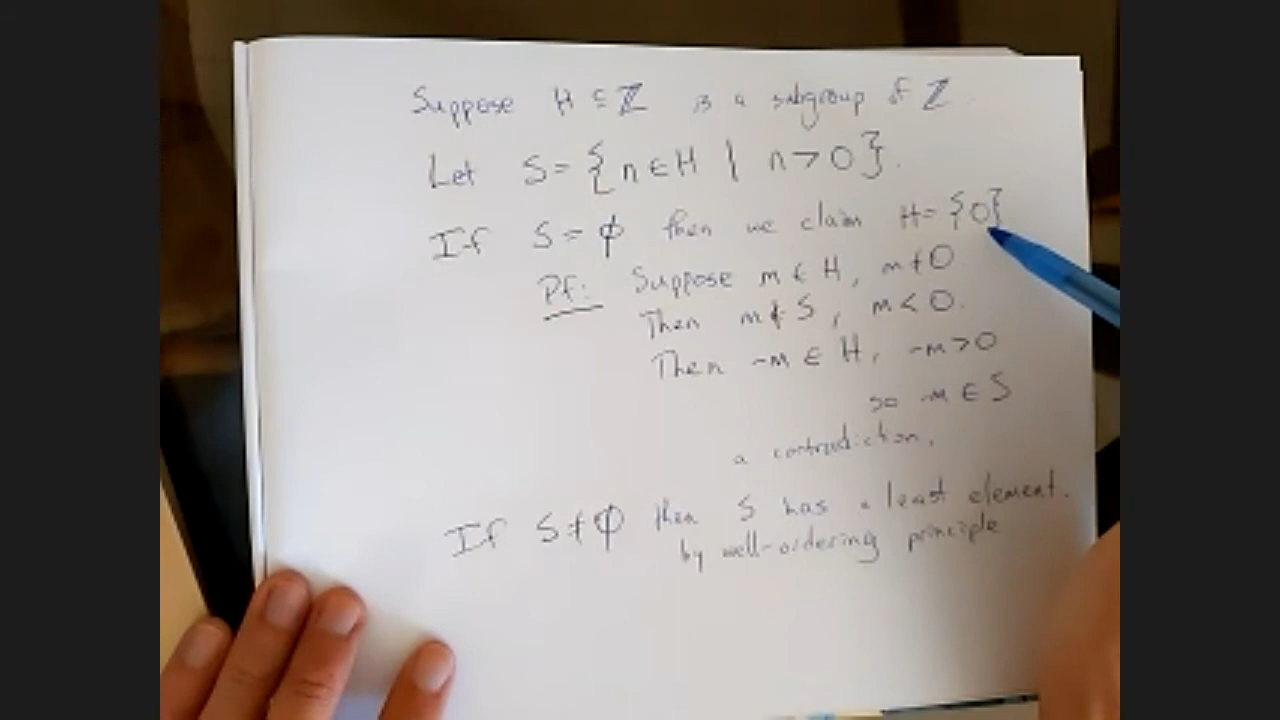 Suppose H ⊆ ℤ is a subgroup of ℤ.
Let S = {n ∈ H | n > 0}.
If S = ∅ then we claim H = {0}
Pf: Suppose m ∈ H, m ≠ 0
Then m ∉ S, m < 0.
Then -m ∈ H, -m > 0
so -m ∈ S
a contradiction.
If S ≠ ∅ then S has a least element.
by well-ordering principle